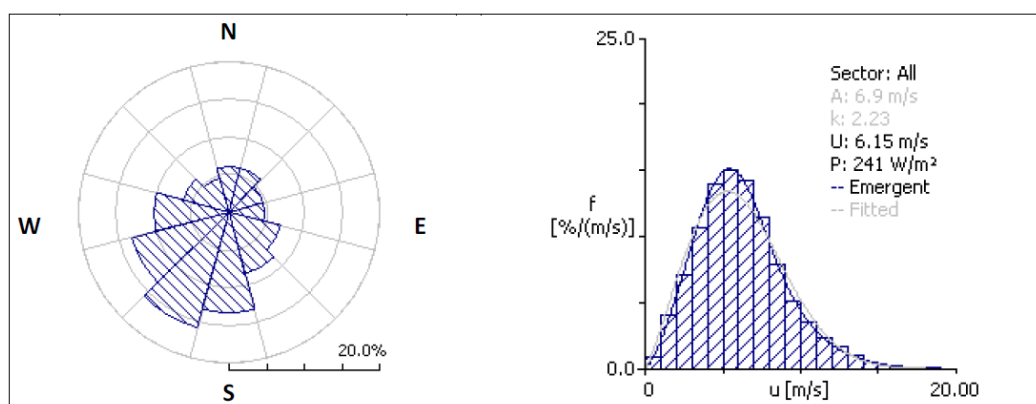 N
W
E
S
20.0%
25.0
f
[%/(m/s)]
0.0
0
u [m/s]
20.00
Sector: All
A: 6.9 m/s
k: 2.23
U: 6.15 m/s
P: 241 W/m²
-- Emergent
-- Fitted